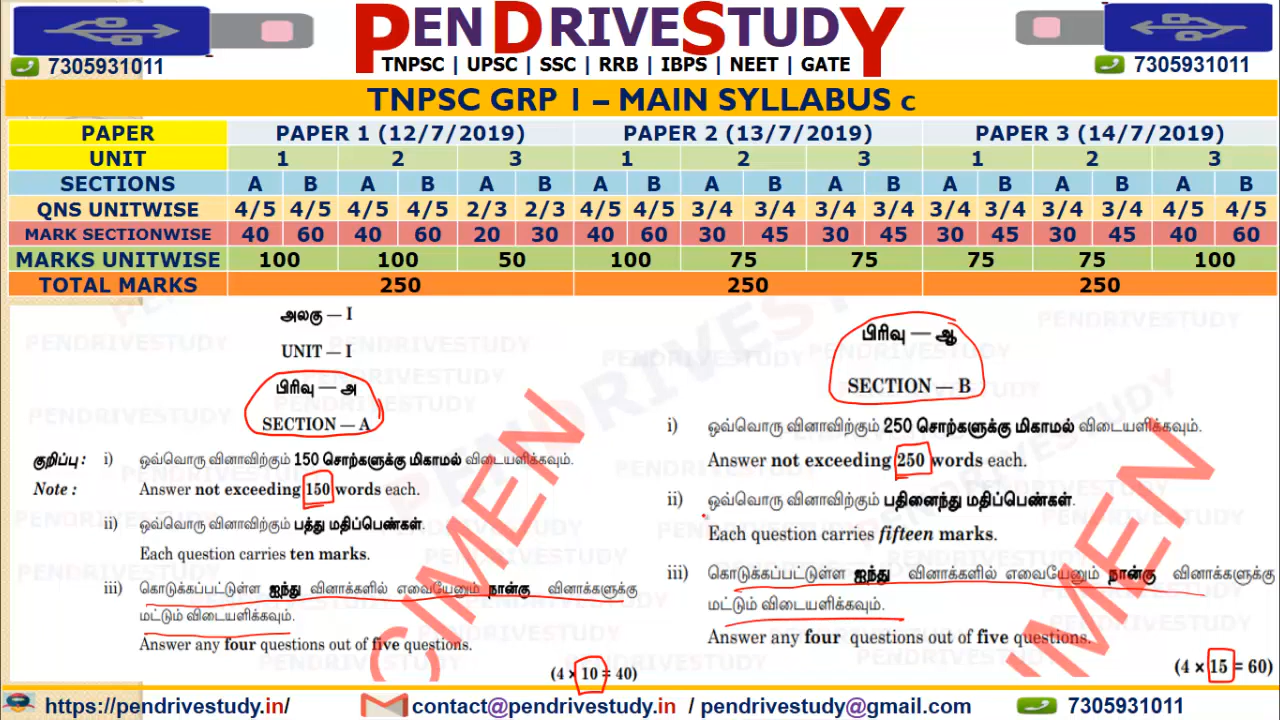 PENDRIVESTUDY
TNPSC | UPSC | SSC | RRB | IBPS | NEET | GATE
7305931011
7305931011
TNPSC GRP I – MAIN SYLLABUS C
PAPER PAPER 1 (12/7/2019) PAPER 2 (13/7/2019) PAPER 3 (14/7/2019)
UNIT 1 2 3 1 2 3 1 2 3
SECTIONS A B A B A B A B A B A B A B A B A B
QNS UNITWISE 4/5 4/5 4/5 4/5 2/3 2/3 4/5 4/5 3/4 3/4 3/4 3/4 3/4 3/4 3/4 3/4 4/5 4/5
MARK SECTIONWISE 40 60 40 60 20 30 40 60 30 45 30 45 30 45 30 45 40 60
MARKS UNITWISE 100 100 50 100 75 75 75 75 100
TOTAL MARKS 250 250 250
அலகு — I
UNIT — I
பிரிவு — அ
SECTION — A
குறிப்பு : i) ஒவ்வொரு வினாவிற்கும் 150 சொற்களுக்கு மிகாமல் விடையளிக்கவும்.
Note : Answer not exceeding 150 words each.
ii) ஒவ்வொரு வினாவிற்கும் பத்து மதிப்பெண்கள்.
Each question carries ten marks.
iii) கொடுக்கப்பட்டுள்ள ஐந்து வினாக்களில் எவையேனும் நான்கு வினாக்களுக்கு
மட்டும் விடையளிக்கவும்.
Answer any four questions out of five questions.
(4 × 10 = 40)
பிரிவு — ஆ
SECTION — B
i) ஒவ்வொரு வினாவிற்கும் 250 சொற்களுக்கு மிகாமல் விடையளிக்கவும்.
Answer not exceeding 250 words each.
ii) ஒவ்வொரு வினாவிற்கும் பதினைந்து மதிப்பெண்கள்.
Each question carries fifteen marks.
iii) கொடுக்கப்பட்டுள்ள ஐந்து வினாக்களில் எவையேனும் நான்கு வினாக்களுக்கு
மட்டும் விடையளிக்கவும்.
Answer any four questions out of five questions.
(4 × 15 = 60)
https://pendrivestudy.in/ contact@pendrivestudy.in / pendrivestudy@gmail.com 7305931011